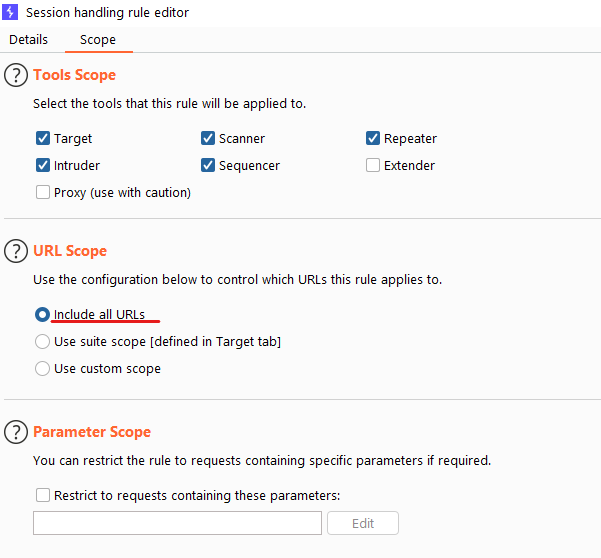 Session handling rule editor
Details Scope
? Tools Scope
Select the tools that this rule will be applied to.
Target Scanner Repeater
Intruder Sequencer Extender
Proxy (use with caution)
? URL Scope
Use the configuration below to control which URLs this rule applies to.
Include all URLs
Use suite scope [defined in Target tab]
Use custom scope
? Parameter Scope
You can restrict the rule to requests containing specific parameters if required.
Restrict to requests containing these parameters:
Edit